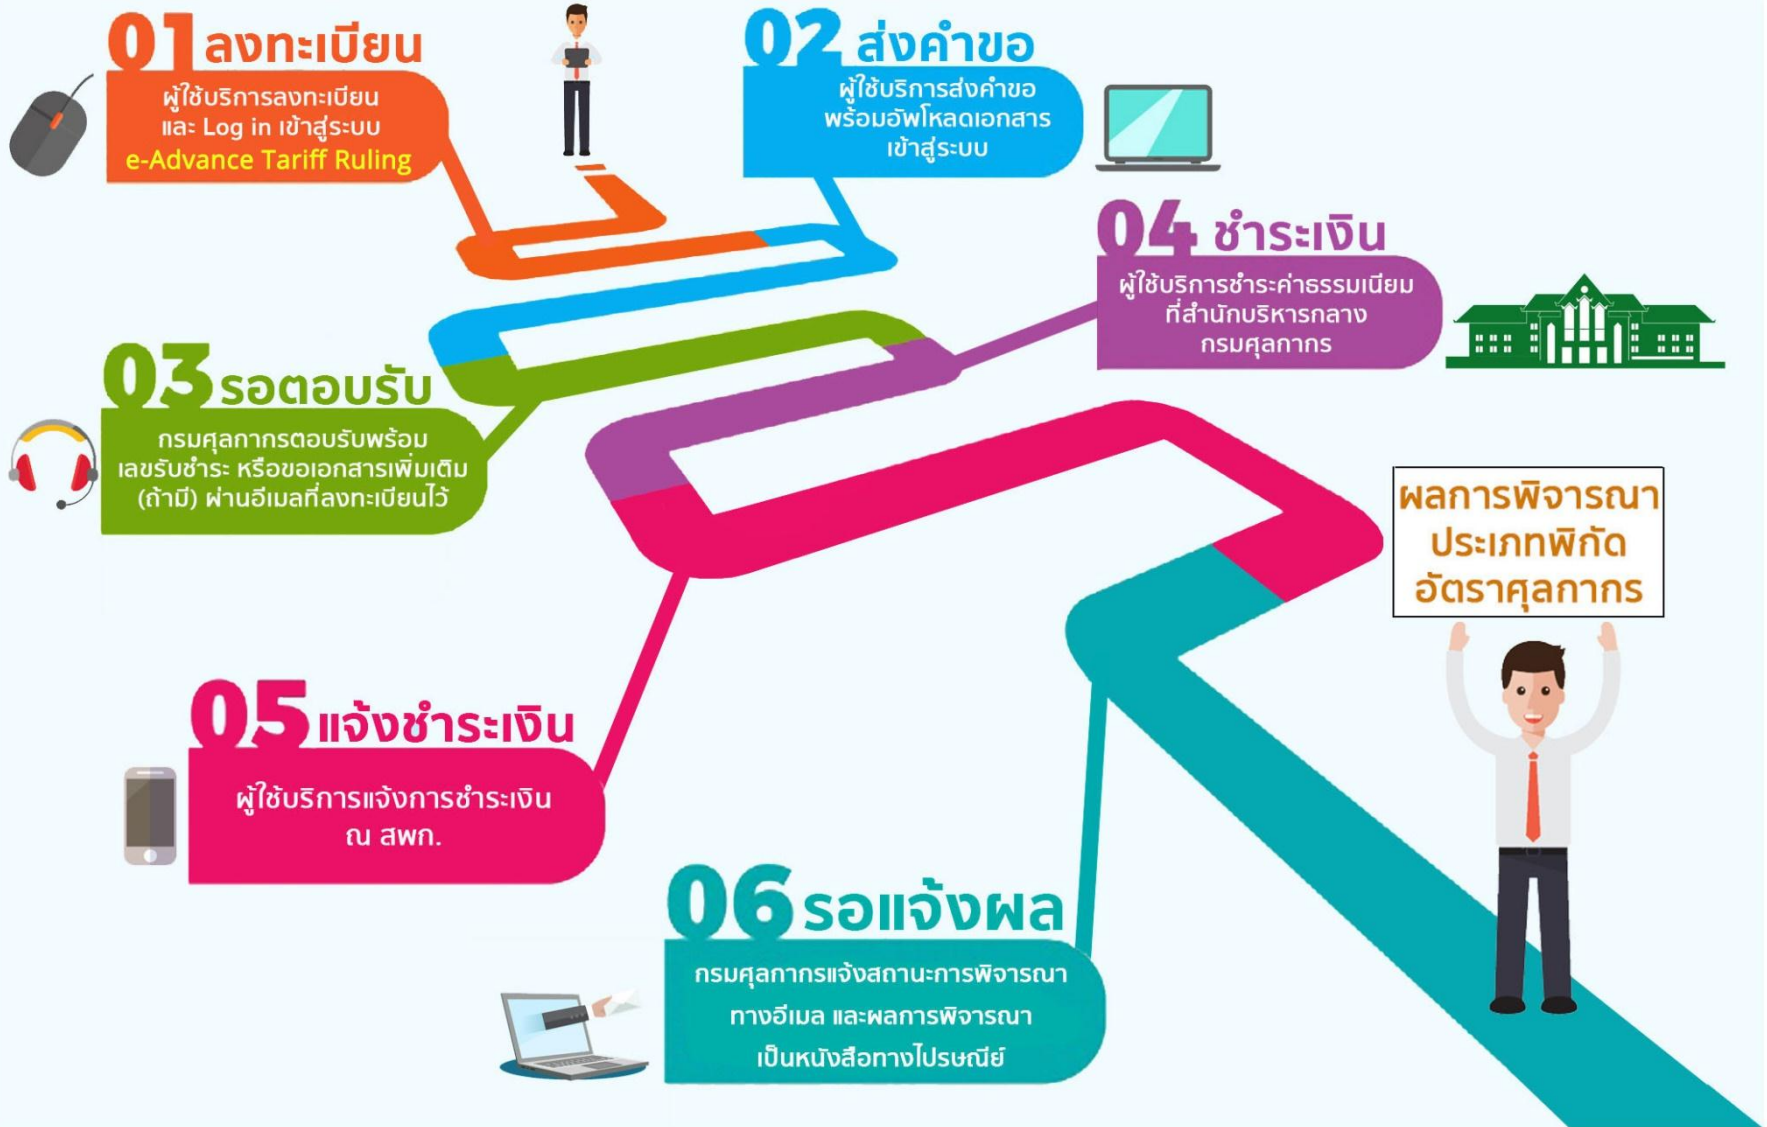 01 ลงทะเบียน
ผู้ใช้บริการลงทะเบียน
และ Log in เข้าสู่ระบบ
e-Advance Tariff Ruling
02 ส่งคำขอ
ผู้ใช้บริการส่งคำขอ
พร้อมอัพโหลดเอกสาร
เข้าสู่ระบบ
03 รอตอบรับ
กรมศุลกากรตอบรับพร้อม
เลขรับชำระ หรือขอเอกสารเพิ่มเติม
(ถ้ามี) ผ่านอีเมลที่ลงทะเบียนไว้
04 ชำระเงิน
ผู้ใช้บริการชำระค่าธรรมเนียม
ที่สำนักบริหารกลาง
กรมศุลกากร
05 แจ้งชำระเงิน
ผู้ใช้บริการแจ้งการชำระเงิน
ณ สพก.
06 รอแจ้งผล
กรมศุลกากรแจ้งสถานะการพิจารณา
ทางอีเมล และผลการพิจารณา
เป็นหนังสือทางไปรษณีย์
ผลการพิจารณา
ประเภทพิกัด
อัตราศุลกากร